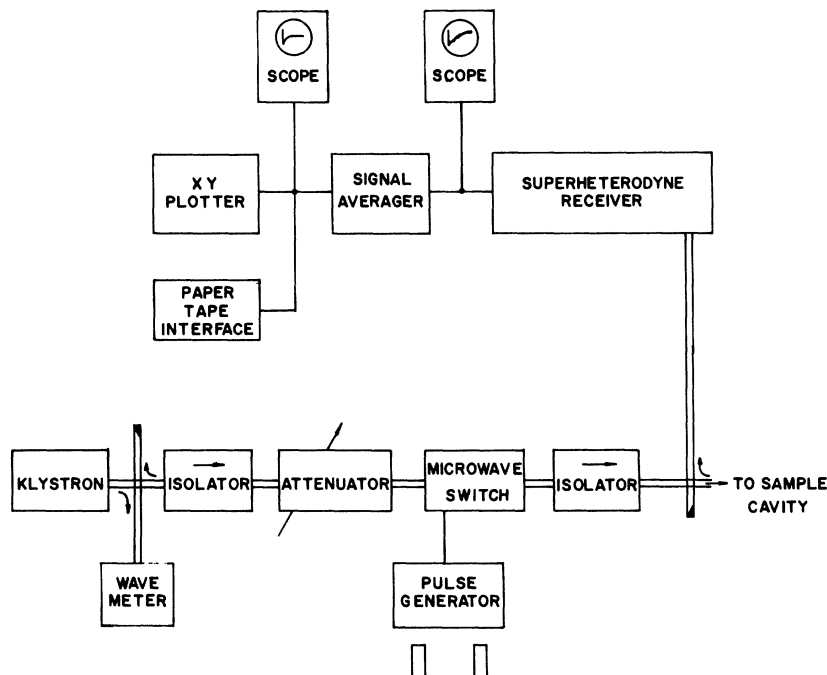 SCOPE
SCOPE
XY
PLOTTER
SIGNAL
AVERAGER
SUPERHETERODYNE
RECEIVER
PAPER
TAPE
INTERFACE
KLYSTRON
ISOLATOR
ATTENUATOR
MICROWAVE
SWITCH
ISOLATOR
TO SAMPLE
CAVITY
WAVE
METER
PULSE
GENERATOR